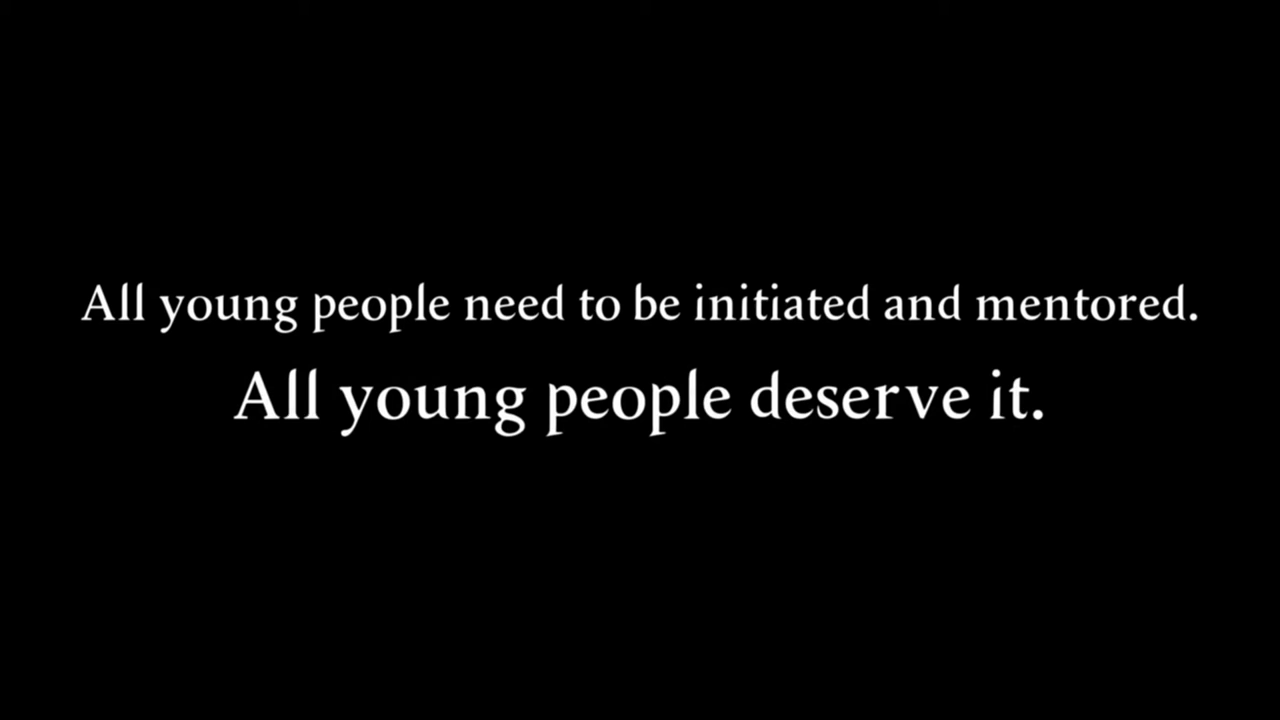 All young people need to be initiated and mentored.
All young people deserve it.